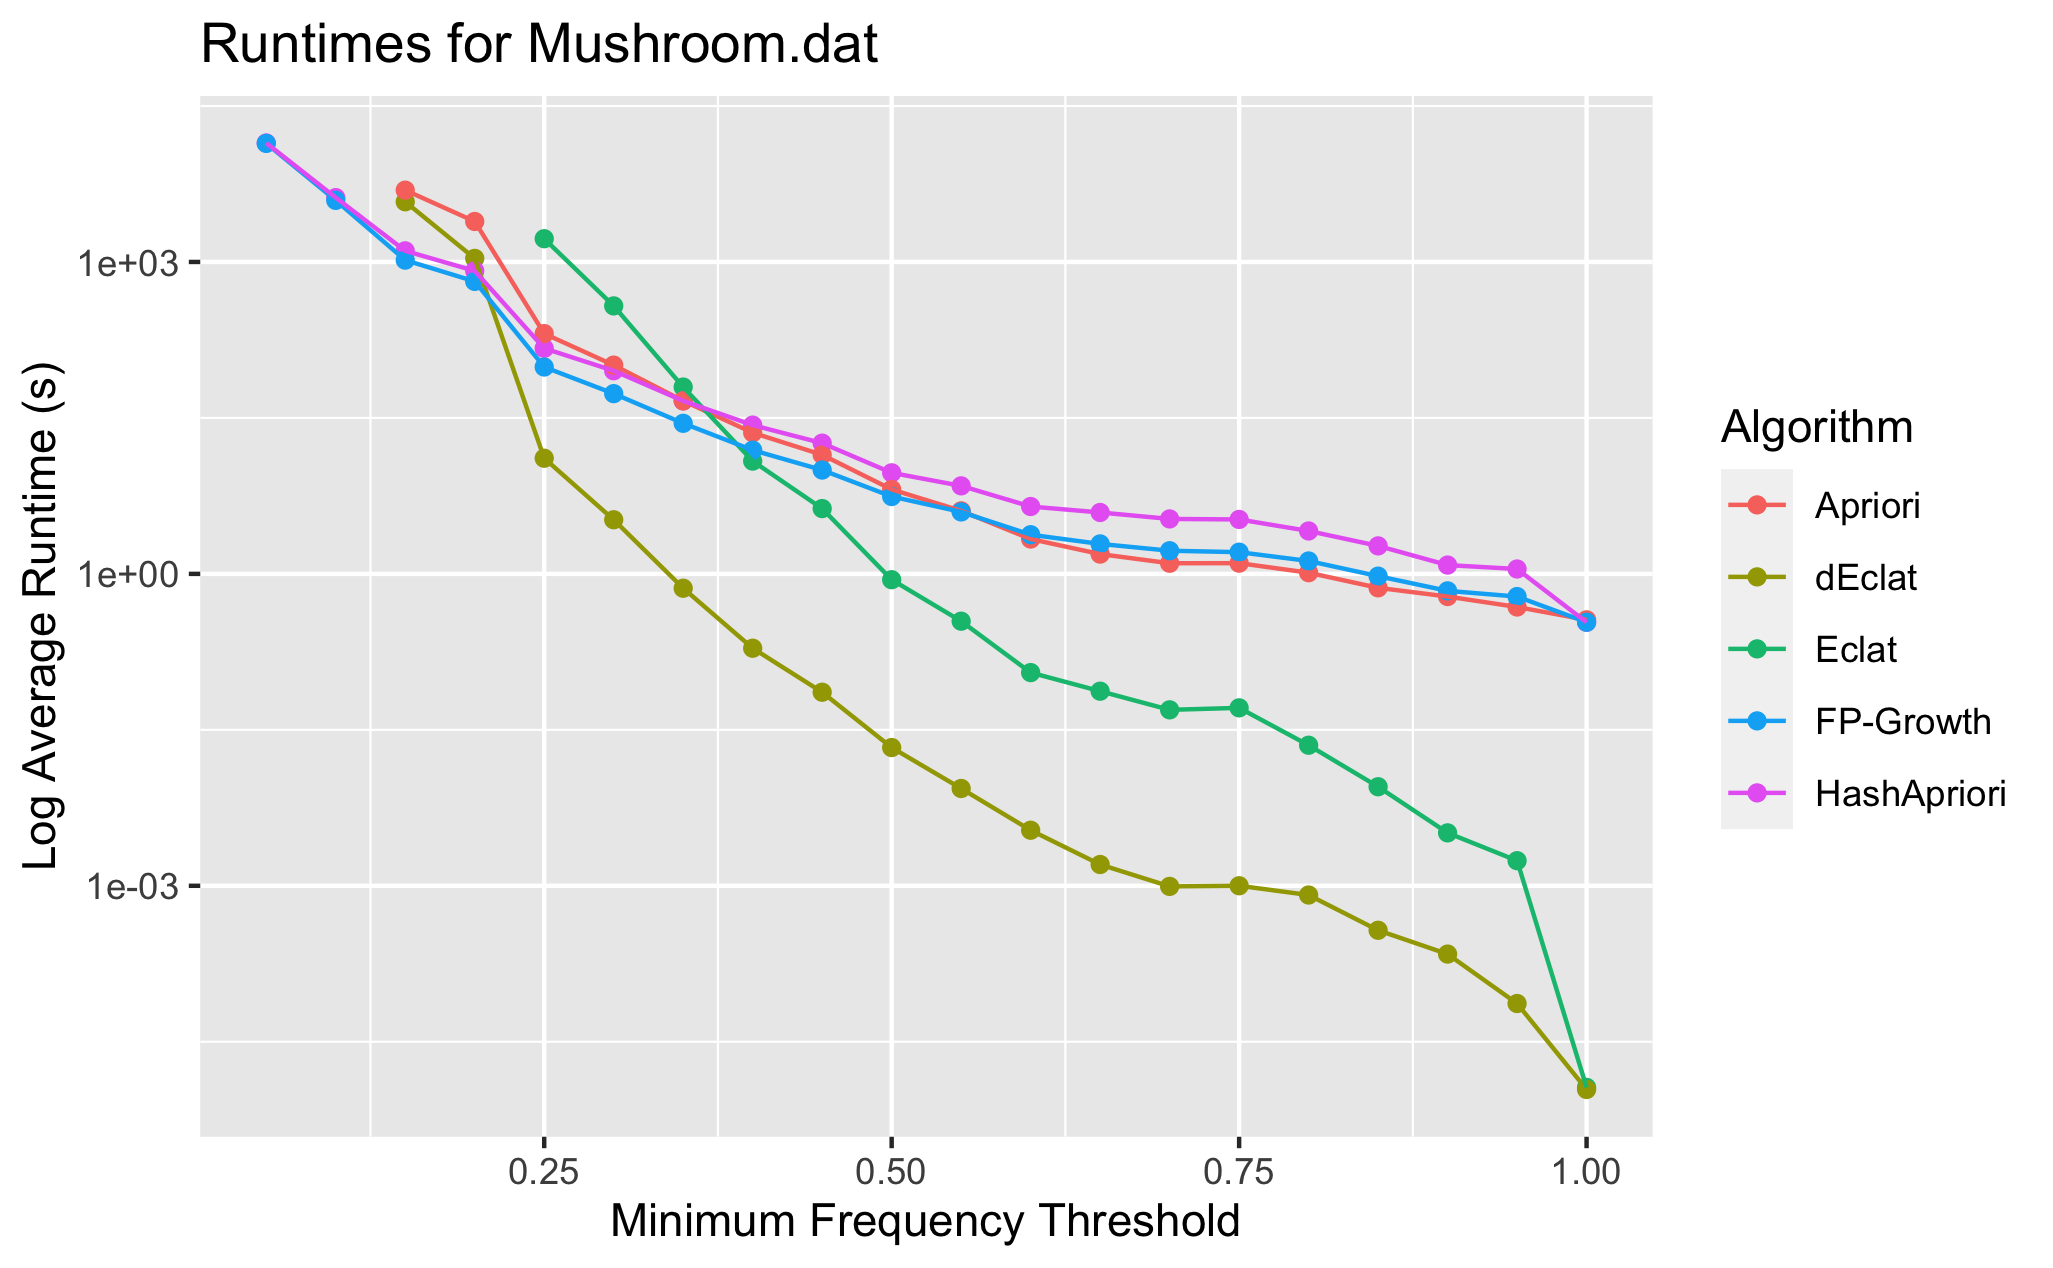 Runtimes for Mushroom.dat
Log Average Runtime (s)
1e+03
1e+00
1e-03
0.25
0.50
0.75
1.00
Minimum Frequency Threshold
Algorithm
Apriori
dEclat
Eclat
FP-Growth
HashApriori